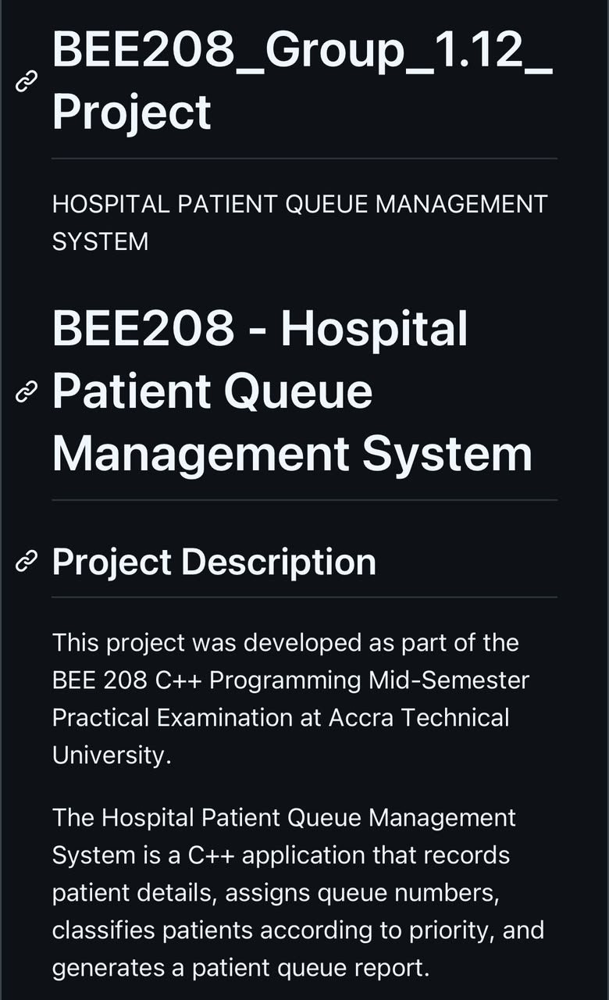 BEE208_Group_1.12_
Project
HOSPITAL PATIENT QUEUE MANAGEMENT
SYSTEM
BEE208 - Hospital
Patient Queue
Management System
Project Description
This project was developed as part of the
BEE 208 C++ Programming Mid-Semester
Practical Examination at Accra Technical
University.
The Hospital Patient Queue Management
System is a C++ application that records
patient details, assigns queue numbers,
classifies patients according to priority, and
generates a patient queue report.